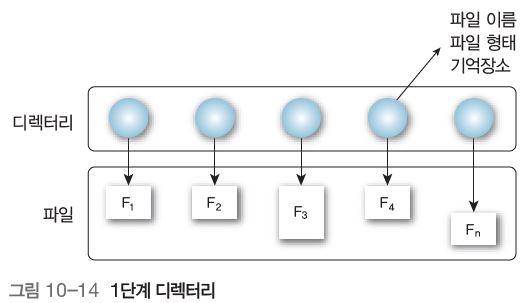 파일 이름
파일 형태
기억장소
디렉터리
파일
F1
F2
F3
F4
Fn
그림 10-14 1단계 디렉터리